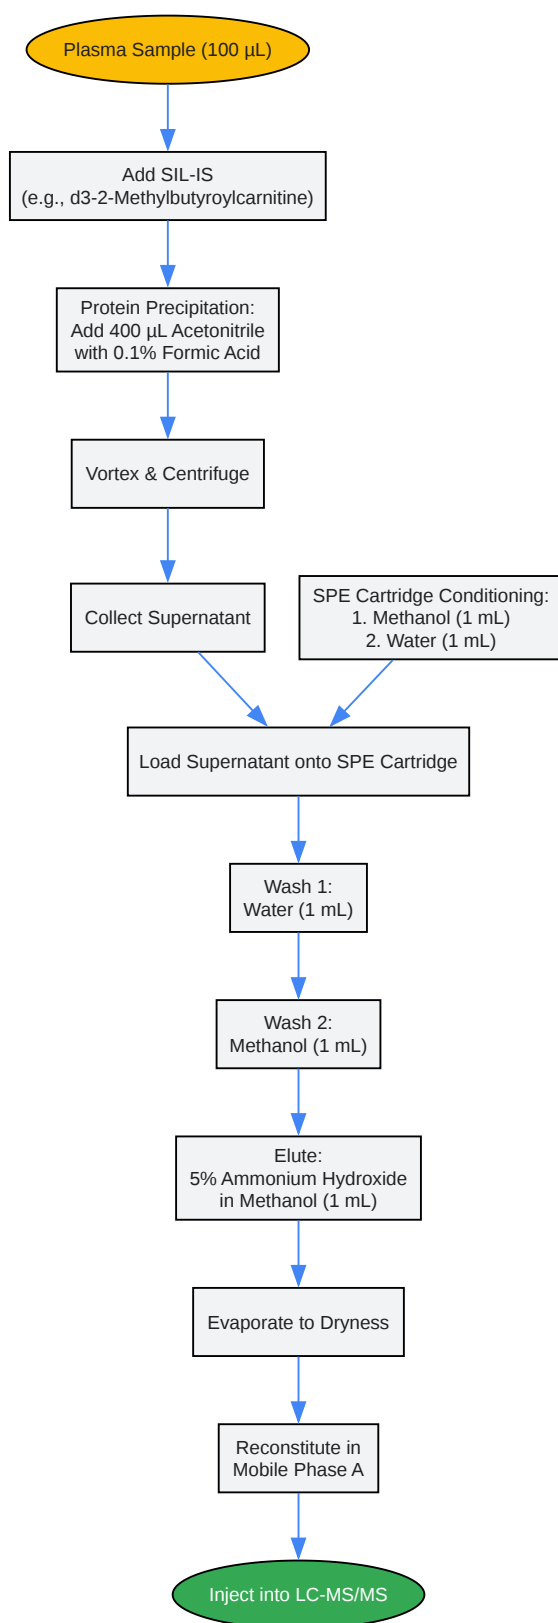 Plasma Sample (100 µL)
Add SIL-IS
(e.g., d3-2-Methylbutyroylcarnitine)
Protein Precipitation:
Add 400 µL Acetonitrile
with 0.1% Formic Acid
Vortex & Centrifuge
Collect Supernatant
SPE Cartridge Conditioning:
1. Methanol (1 mL)
2. Water (1 mL)
Load Supernatant onto SPE Cartridge
Wash 1:
Water (1 mL)
Wash 2:
Methanol (1 mL)
Elute:
5% Ammonium Hydroxide
in Methanol (1 mL)
Evaporate to Dryness
Reconstitute in
Mobile Phase A
Inject into LC-MS/MS